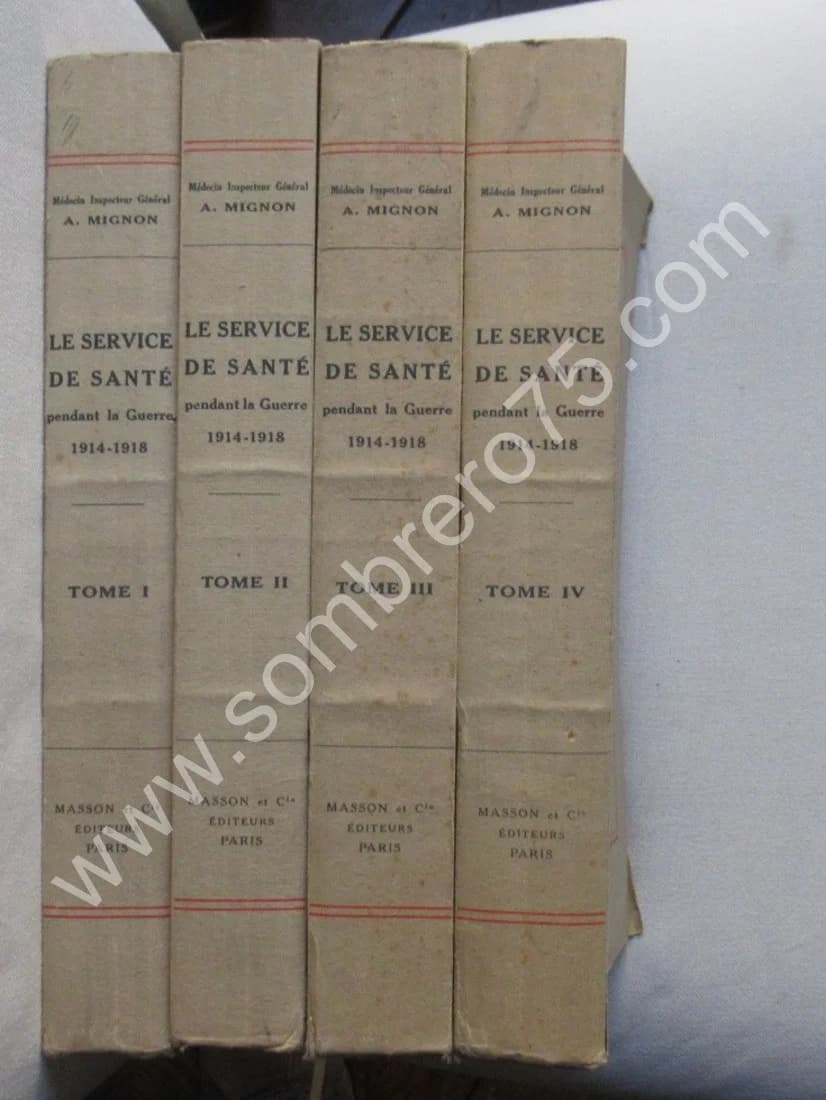 Médecin Inspecteur Général
A. MIGNON
LE SERVICE
DE SANTÉ
pendant la Guerre
1914-1918
TOME I
MASSON et Cie
ÉDITEURS
PARIS
Médecin Inspecteur Général
A. MIGNON
LE SERVICE
DE SANTÉ
pendant la Guerre
1914-1918
TOME II
MASSON et Cie
ÉDITEURS
PARIS
Médecin Inspecteur Général
A. MIGNON
LE SERVICE
DE SANTÉ
pendant la Guerre
1914-1918
TOME III
MASSON et Cie
ÉDITEURS
PARIS
Médecin Inspecteur Général
A. MIGNON
LE SERVICE
DE SANTÉ
pendant la Guerre
1914-1918
TOME IV
MASSON et Cie
ÉDITEURS
PARIS
www.sombrero75.com